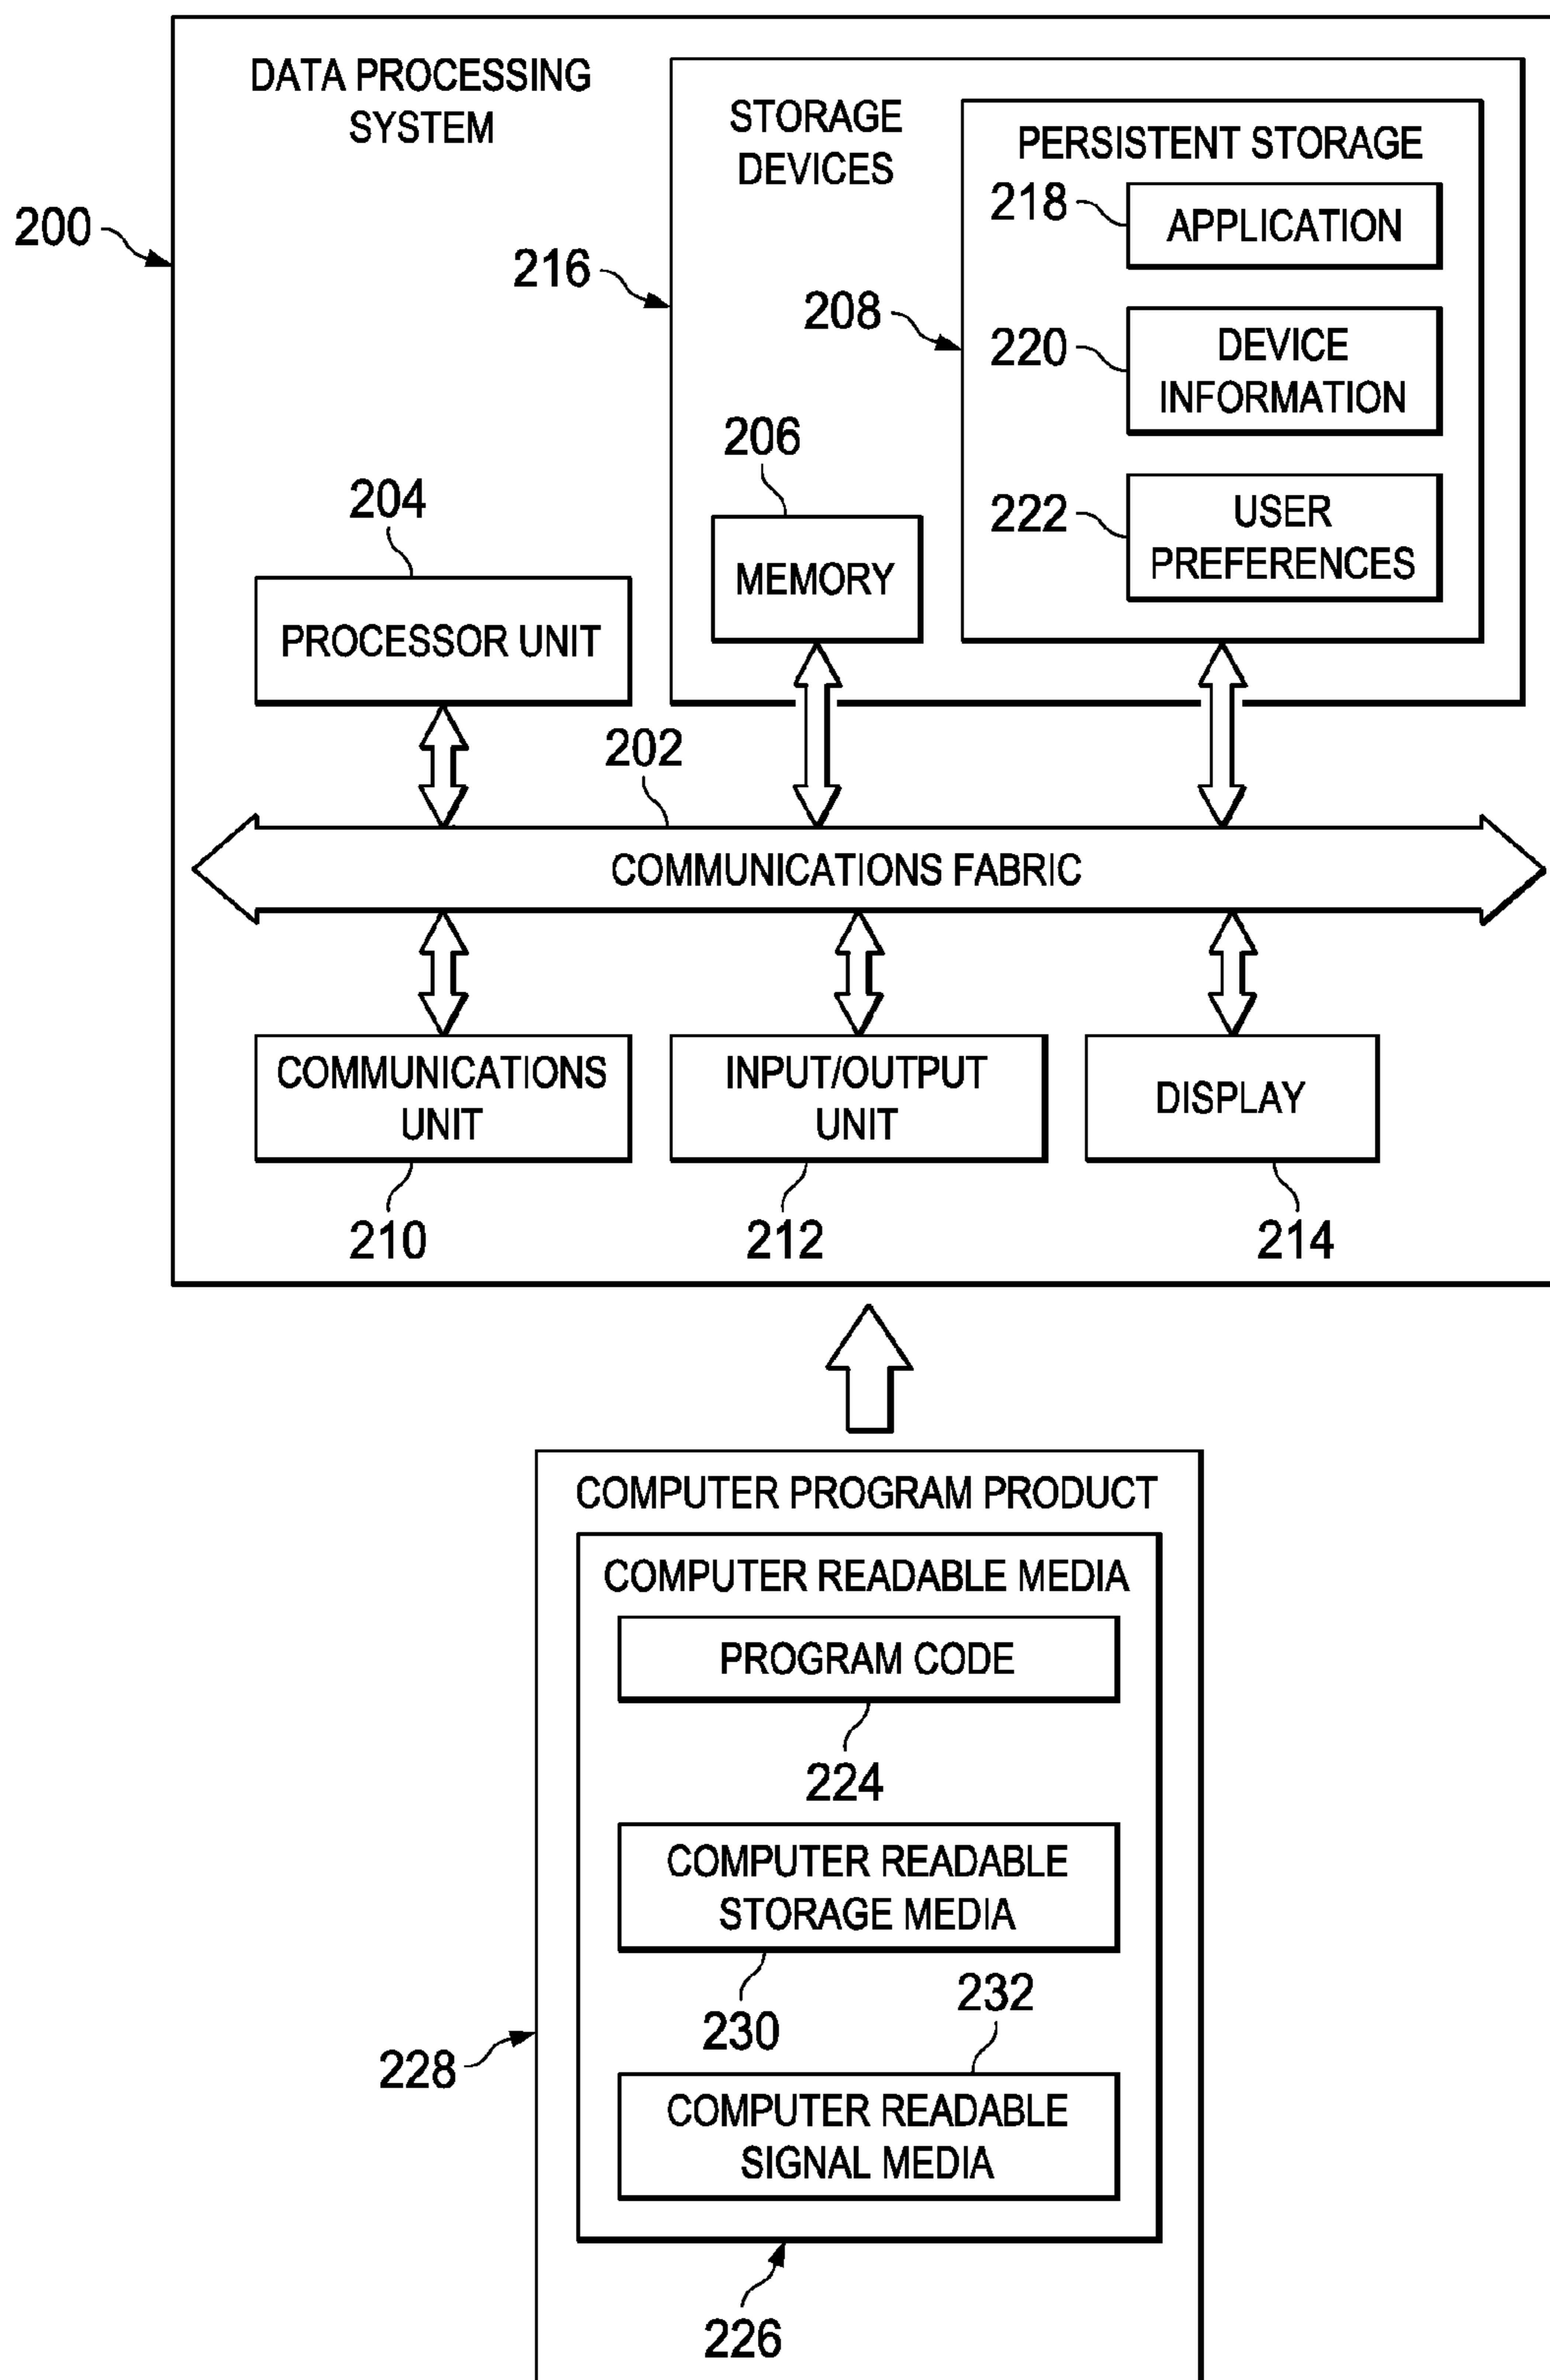 DATA PROCESSING
SYSTEM
STORAGE
DEVICES
PERSISTENT STORAGE
218
APPLICATION
200
216
208
220
DEVICE
INFORMATION
206
222
USER
PREFERENCES
204
MEMORY
PROCESSOR UNIT
202
COMMUNICATIONS FABRIC
COMMUNICATIONS
UNIT
INPUT/OUTPUT
UNIT
DISPLAY
210
212
214
COMPUTER PROGRAM PRODUCT
COMPUTER READABLE MEDIA
PROGRAM CODE
224
COMPUTER READABLE
STORAGE MEDIA
230
232
228
COMPUTER READABLE
SIGNAL MEDIA
226